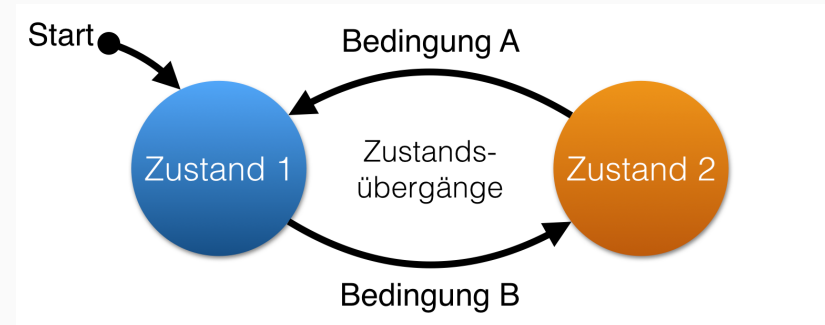 Start
Bedingung A
Zustand 1
Zustands-
übergänge
Zustand 2
Bedingung B